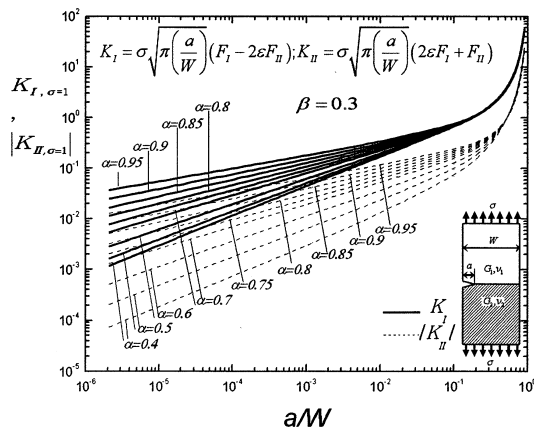 K_I = σ√(π(a/W)) (F_I − 2εF_II); K_II = σ√(π(a/W)) (2εF_I + F_II)
K_I, σ=1
,
|K_II,σ=1|
β = 0.3
10^2
10^1
10^0
10^-1
10^-2
10^-3
10^-4
10^-5
α=0.8
α=0.85
α=0.9
α=0.95
α=0.95
α=0.9
α=0.85
α=0.8
α=0.75
α=0.7
α=0.6
α=0.5
α=0.4
σ
W
a
G₁,ν₁
G₂,ν₂
σ
K_I
|K_II|
10^-6
10^-5
10^-4
10^-3
10^-2
10^-1
10^0
a/W